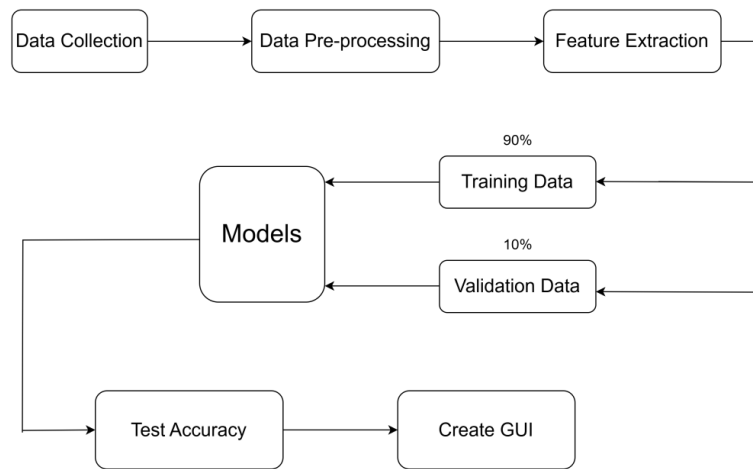 Data Collection
Data Pre-processing
Feature Extraction
90%
Training Data
Models
10%
Validation Data
Test Accuracy
Create GUI